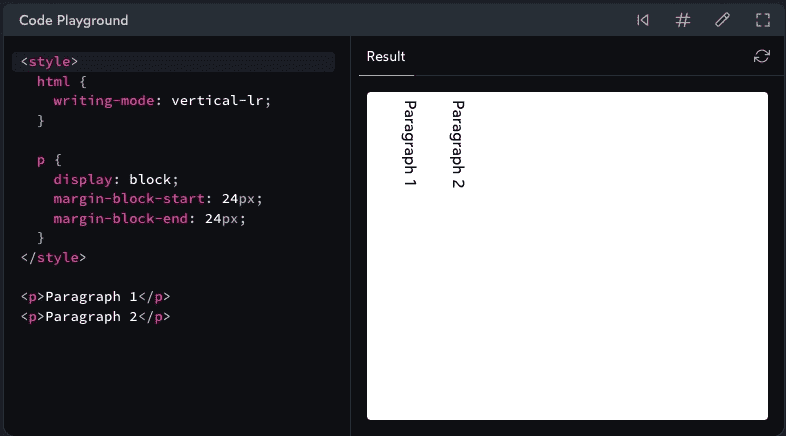 Code Playground
<style>
html {
writing-mode: vertical-lr;
}
p {
display: block;
margin-block-start: 24px;
margin-block-end: 24px;
}
</style>
<p>Paragraph 1</p>
<p>Paragraph 2</p>
Result
Paragraph 1
Paragraph 2